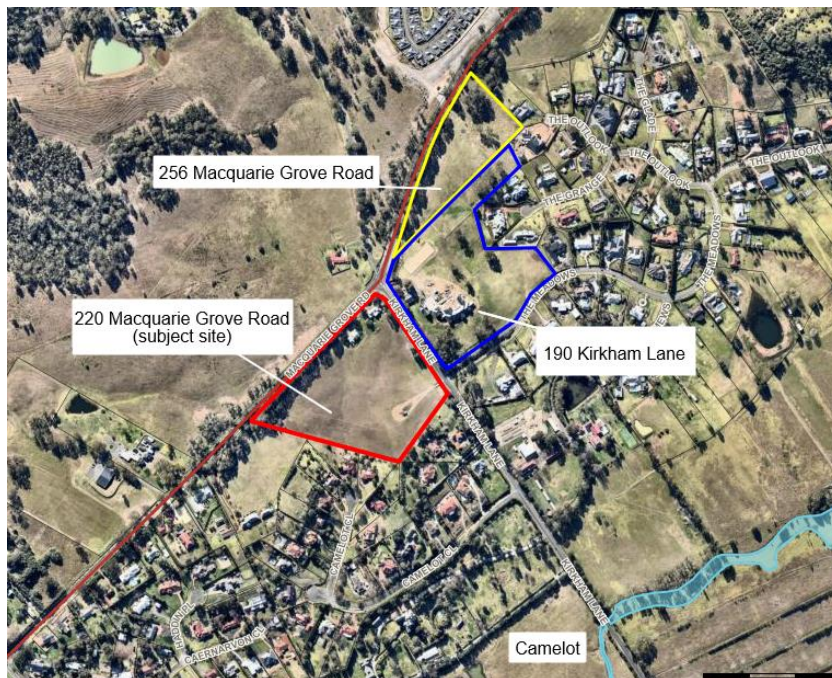 THE GLADE
THE OUTLOOK
THE OUTLOOK
THE OUTLOOK
256 Macquarie Grove Road
THE GRANGE
THE MEADOWS
THE MEADOWS
220 Macquarie Grove Road
(subject site)
MACQUARIE GROVE RD
KIRKHAM LANE
190 Kirkham Lane
KIRKHAM LANE
CAMELOT CL
CAMELOT CL
KIRKHAM LANE
CAERNARVON CL
Camelot